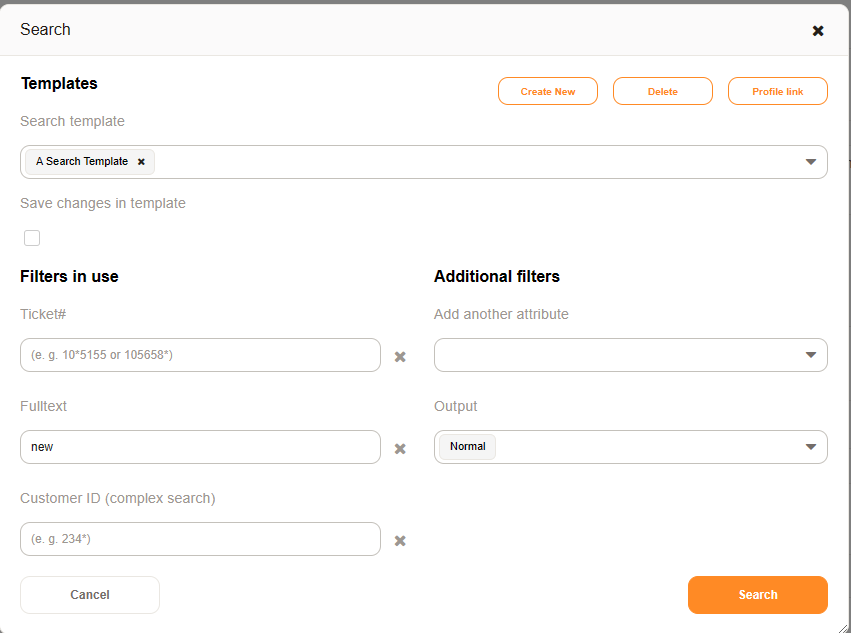 Search
Templates
Create New
Delete
Profile link
Search template
A Search Template
Save changes in template
Filters in use
Additional filters
Ticket#
Add another attribute
(e. g. 10*5155 or 105658*)
Fulltext
Output
new
Normal
Customer ID (complex search)
(e. g. 234*)
Cancel
Search